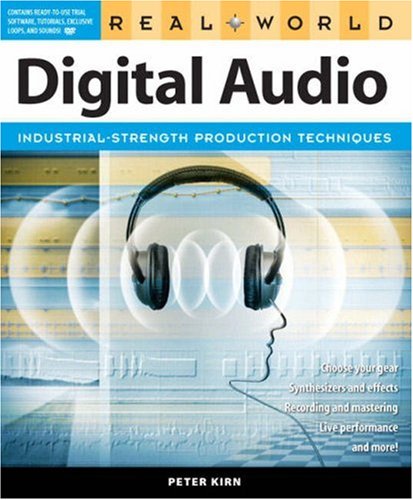 CONTAINS READY-TO-USE TRIAL
SOFTWARE, TUTORIALS, EXCLUSIVE
LOOPS, AND SOUNDS!
REAL WORLD
Digital Audio
INDUSTRIAL-STRENGTH PRODUCTION TECHNIQUES
Choose your gear
Synthesizers and effects
Recording and mastering
Live performance
and more!
PETER KIRN